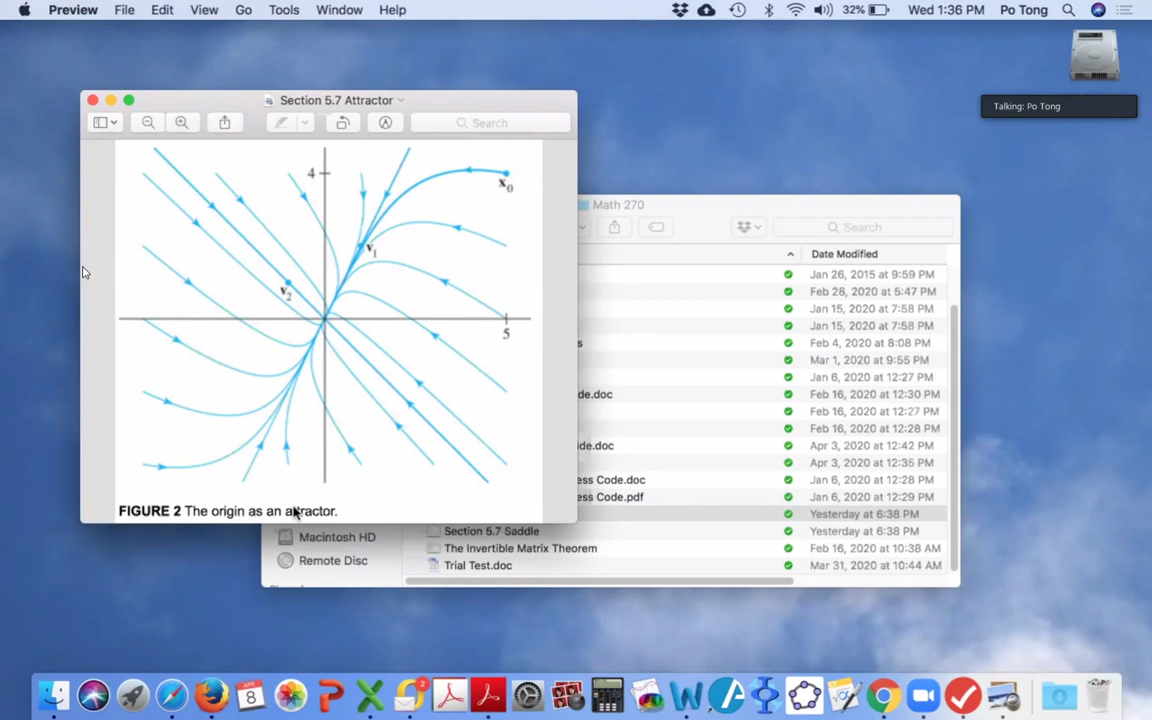 Preview File Edit View Go Tools Window Help 32% Wed 1:36 PM Po Tong
Talking: Po Tong
Section 5.7 Attractor
Search
4
x0
v1
v2
5
FIGURE 2 The origin as an attractor.
Math 270
Search
Date Modified
Jan 26, 2015 at 9:59 PM
Feb 28, 2020 at 5:47 PM
Jan 15, 2020 at 7:58 PM
Jan 15, 2020 at 7:58 PM
s Feb 4, 2020 at 8:08 PM
Mar 1, 2020 at 9:55 PM
Jan 6, 2020 at 12:27 PM
de.doc Feb 16, 2020 at 12:30 PM
Feb 16, 2020 at 12:27 PM
Feb 16, 2020 at 12:28 PM
ide.doc Apr 3, 2020 at 12:42 PM
Apr 3, 2020 at 12:35 PM
ess Code.doc Jan 6, 2020 at 12:28 PM
ess Code.pdf Jan 6, 2020 at 12:29 PM
Yesterday at 6:38 PM
Section 5.7 Saddle Yesterday at 6:38 PM
The Invertible Matrix Theorem Feb 16, 2020 at 10:38 AM
Trial Test.doc Mar 31, 2020 at 10:44 AM
Macintosh HD
Remote Disc
APR
8
2